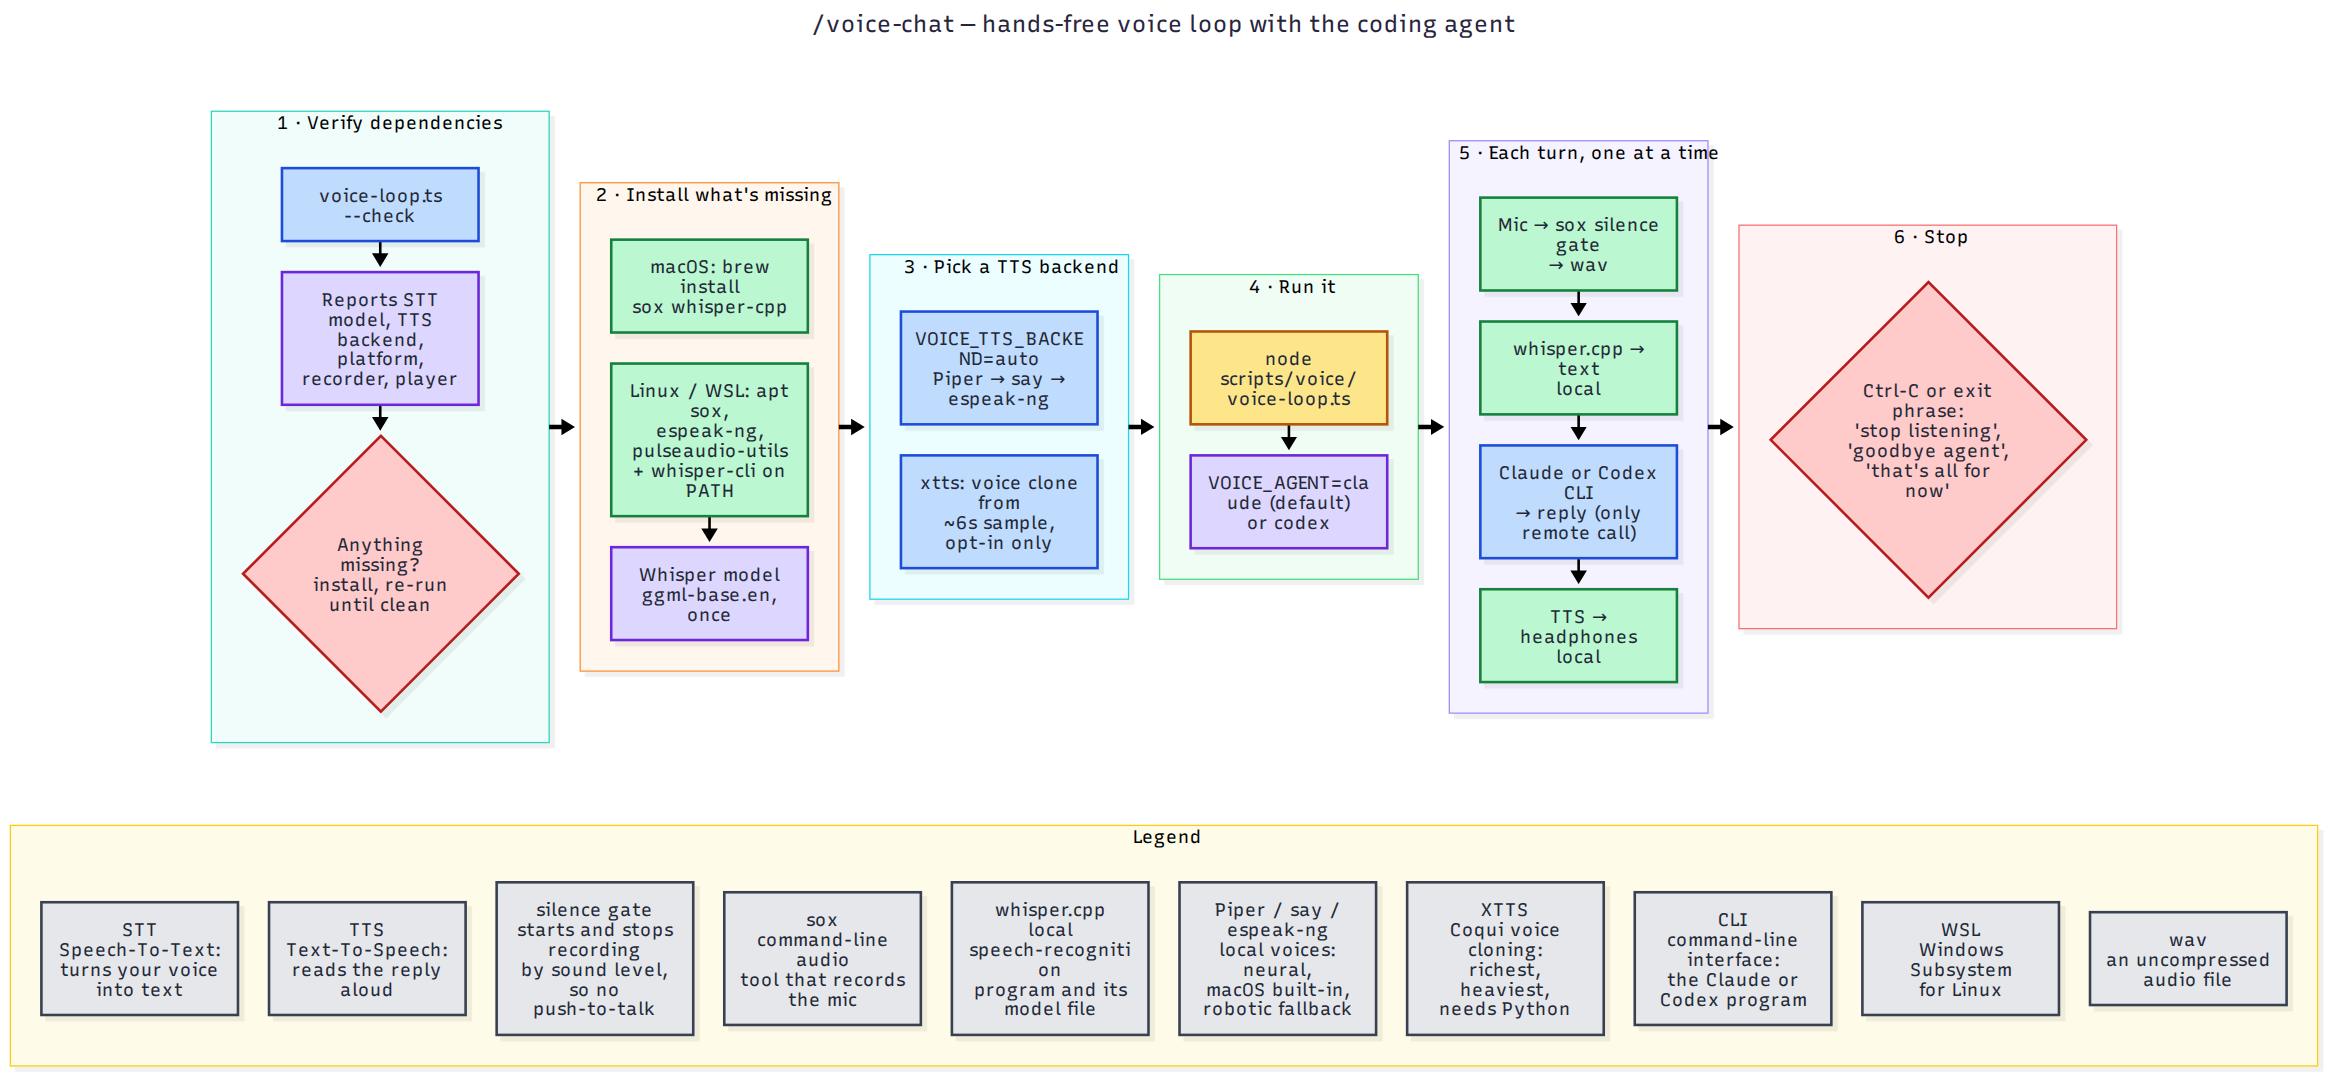 /voice-chat — hands-free voice loop with the coding agent
1 · Verify dependencies
voice-loop.ts
--check
Reports STT
model, TTS
backend,
platform,
recorder, player
Anything
missing?
install, re-run
until clean
2 · Install what's missing
macOS: brew
install
sox whisper-cpp
Linux / WSL: apt
sox,
espeak-ng,
pulseaudio-utils
+ whisper-cli on
PATH
Whisper model
ggml-base.en,
once
3 · Pick a TTS backend
VOICE_TTS_BACKE
ND=auto
Piper → say →
espeak-ng
xtts: voice clone
from
~6s sample,
opt-in only
4 · Run it
node
scripts/voice/
voice-loop.ts
VOICE_AGENT=cla
ude (default)
or codex
5 · Each turn, one at a time
Mic → sox silence
gate
→ wav
whisper.cpp →
text
local
Claude or Codex
CLI
→ reply (only
remote call)
TTS →
headphones
local
6 · Stop
Ctrl-C or exit
phrase:
'stop listening',
'goodbye agent',
'that's all for
now'
Legend
STT
Speech-To-Text:
turns your voice
into text
TTS
Text-To-Speech:
reads the reply
aloud
silence gate
starts and stops
recording
by sound level,
so no
push-to-talk
sox
command-line
audio
tool that records
the mic
whisper.cpp
local
speech-recogniti
on
program and its
model file
Piper / say /
espeak-ng
local voices:
neural,
macOS built-in,
robotic fallback
XTTS
Coqui voice
cloning:
richest,
heaviest,
needs Python
CLI
command-line
interface:
the Claude or
Codex program
WSL
Windows
Subsystem
for Linux
wav
an uncompressed
audio file